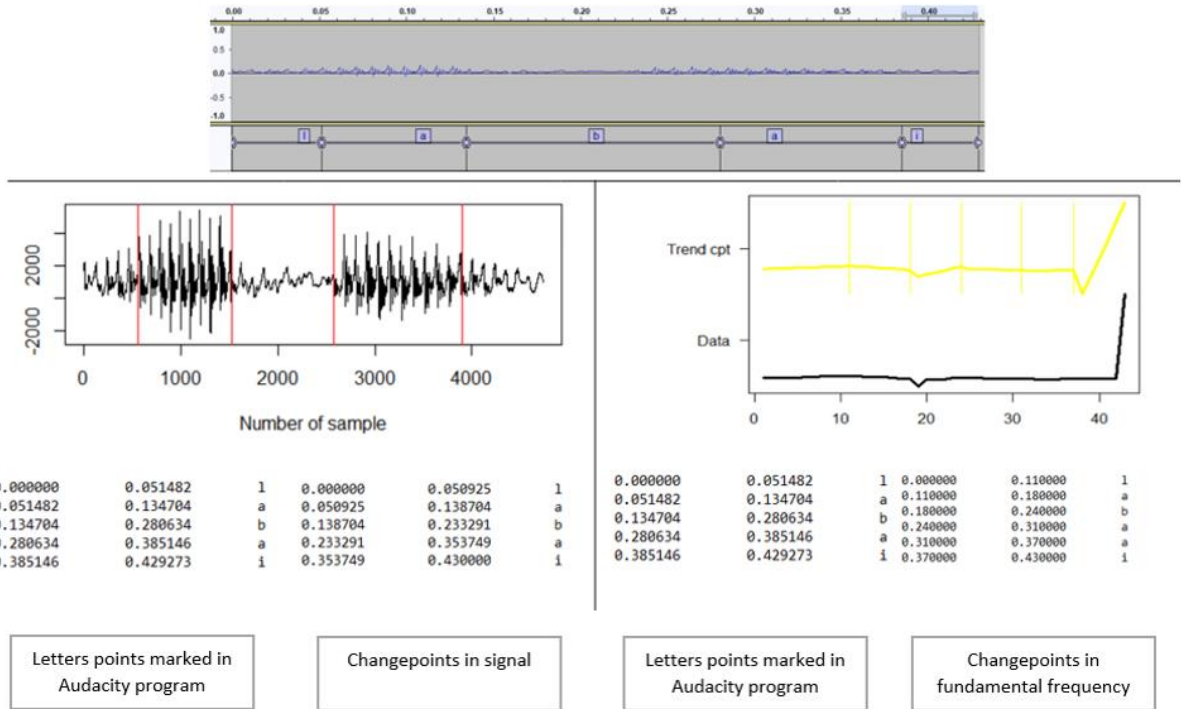 0.00 0.05 0.10 0.15 0.20 0.25 0.30 0.35 0.40
1.0
0.5
0.0
-0.5
-1.0
l a b a i
2000
-2000
0 1000 2000 3000 4000
Number of sample
Trend cpt
Data
0 10 20 30 40
.000000 0.051482 l 0.000000 0.050925 l
.051482 0.134704 a 0.050925 0.138704 a
.134704 0.280634 b 0.138704 0.233291 b
.280634 0.385146 a 0.233291 0.353749 a
.385146 0.429273 i 0.353749 0.430000 i
0.000000 0.051482 l
0.051482 0.134704 a
0.134704 0.280634 b
0.280634 0.385146 a
0.385146 0.429273 i
0.000000 0.110000 l
0.110000 0.180000 a
0.180000 0.240000 b
0.240000 0.310000 a
0.310000 0.370000 a
0.370000 0.430000 i
Letters points marked in
Audacity program
Changepoints in signal
Letters points marked in
Audacity program
Changepoints in
fundamental frequency